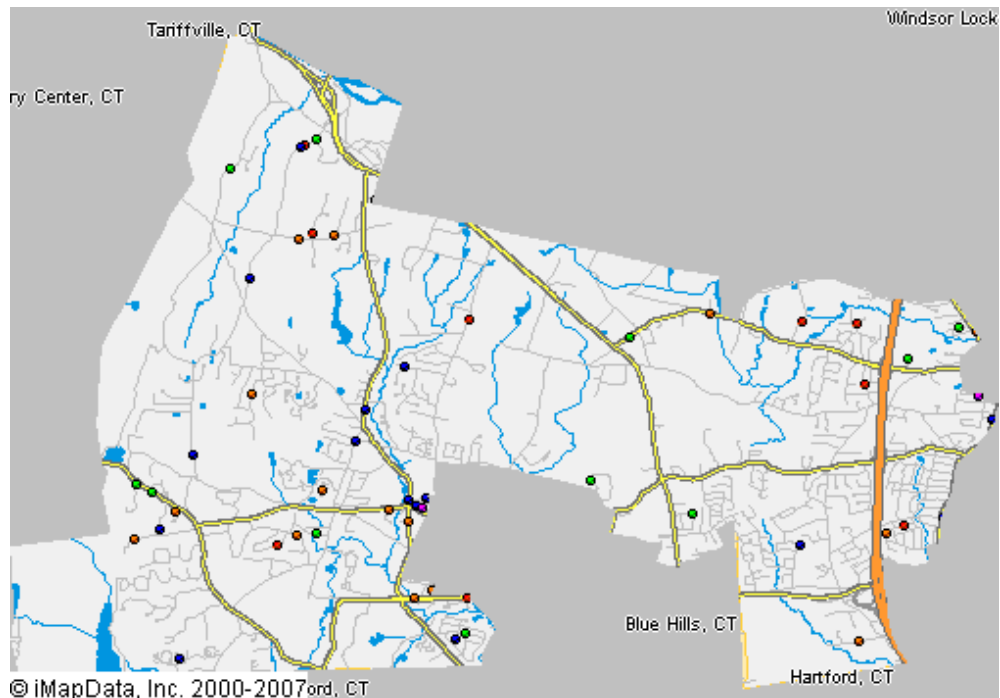 Tariffville, CT
Windsor Lock
ry Center, CT
Blue Hills, CT
Hartford, CT
© iMapData, Inc. 2000-2007ord, CT